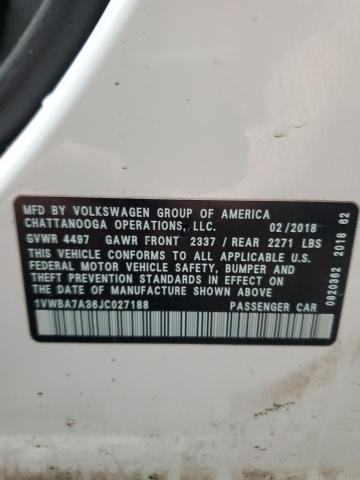 MFD BY VOLKSWAGEN GROUP OF AMERICA
CHATTANOOGA OPERATIONS, LLC. 02/2018
GVWR 4497 GAWR FRONT 2337 / REAR 2271 LBS
THIS VEHICLE CONFORMS TO ALL APPLICABLE U.S.
FEDERAL MOTOR VEHICLE SAFETY, BUMPER AND
THEFT PREVENTION STANDARDS IN EFFECT ON
THE DATE OF MANUFACTURE SHOWN ABOVE.
1VWBA7A36JC027188 PASSENGER CAR
0820362 2018 62